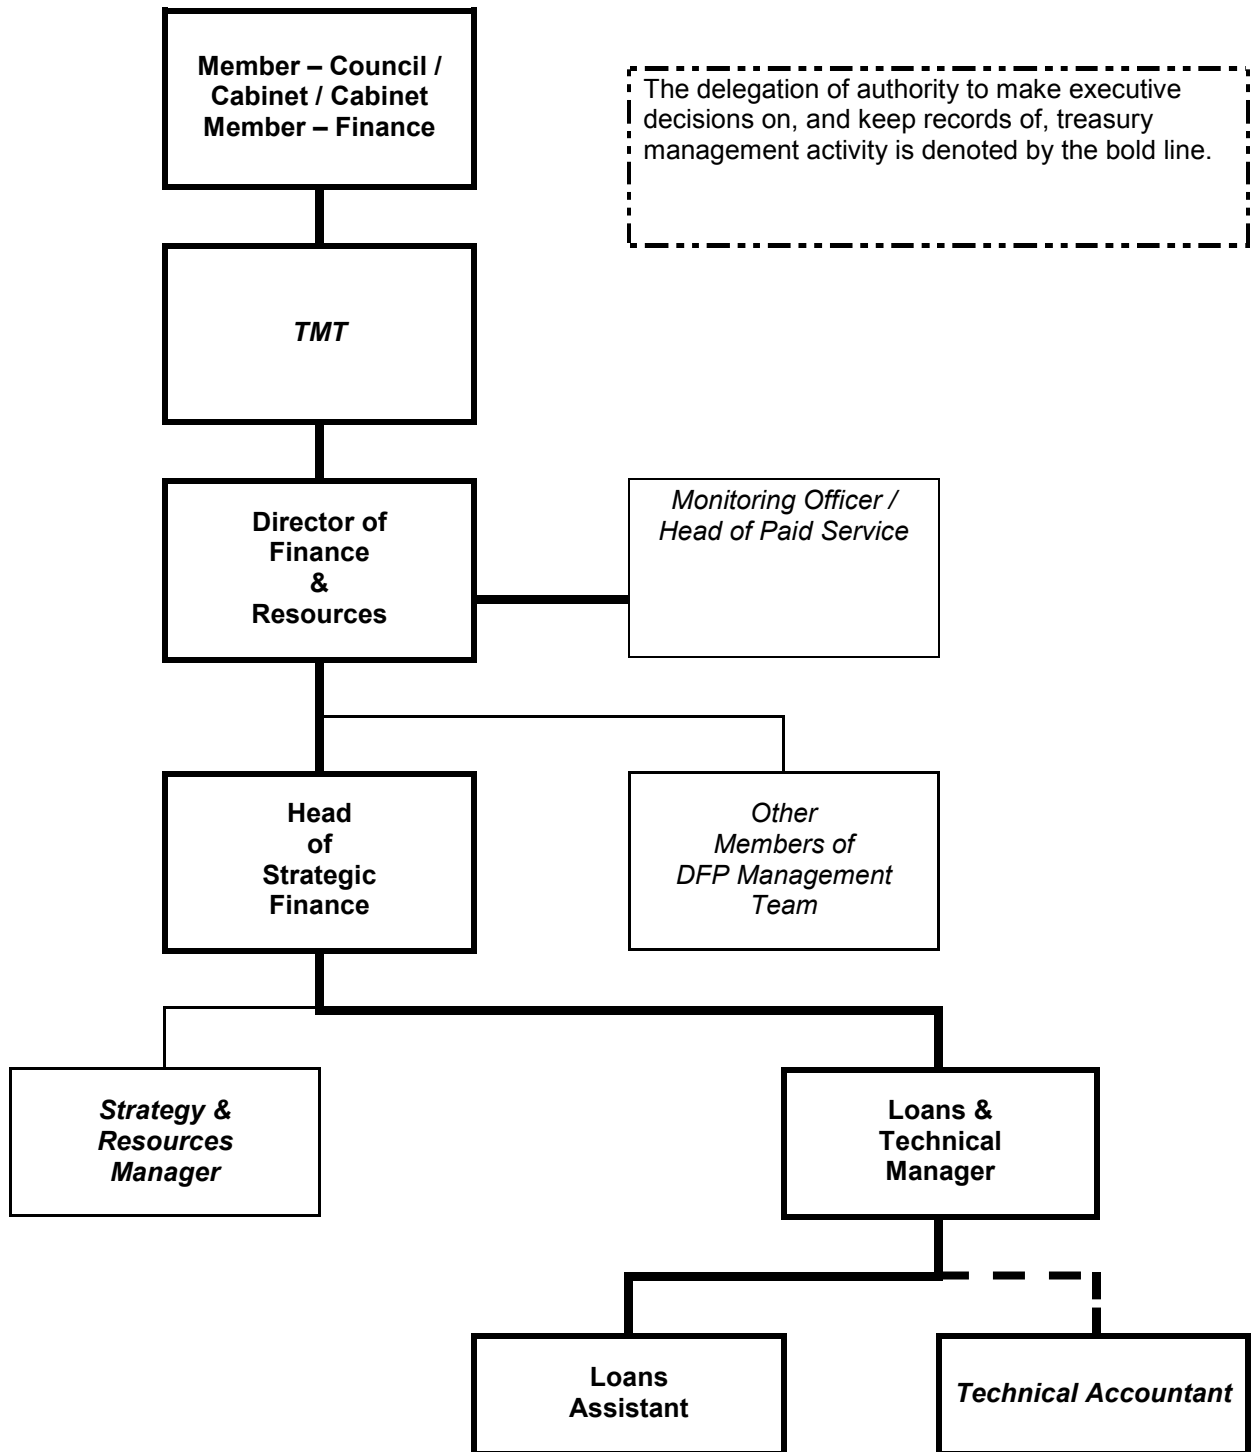 Member – Council /
Cabinet / Cabinet
Member – Finance
The delegation of authority to make executive
decisions on, and keep records of, treasury
management activity is denoted by the bold line.
TMT
Director of
Finance
&
Resources
Monitoring Officer /
Head of Paid Service
Head
of
Strategic
Finance
Other
Members of
DFP Management
Team
Strategy &
Resources
Manager
Loans &
Technical
Manager
Loans
Assistant
Technical Accountant